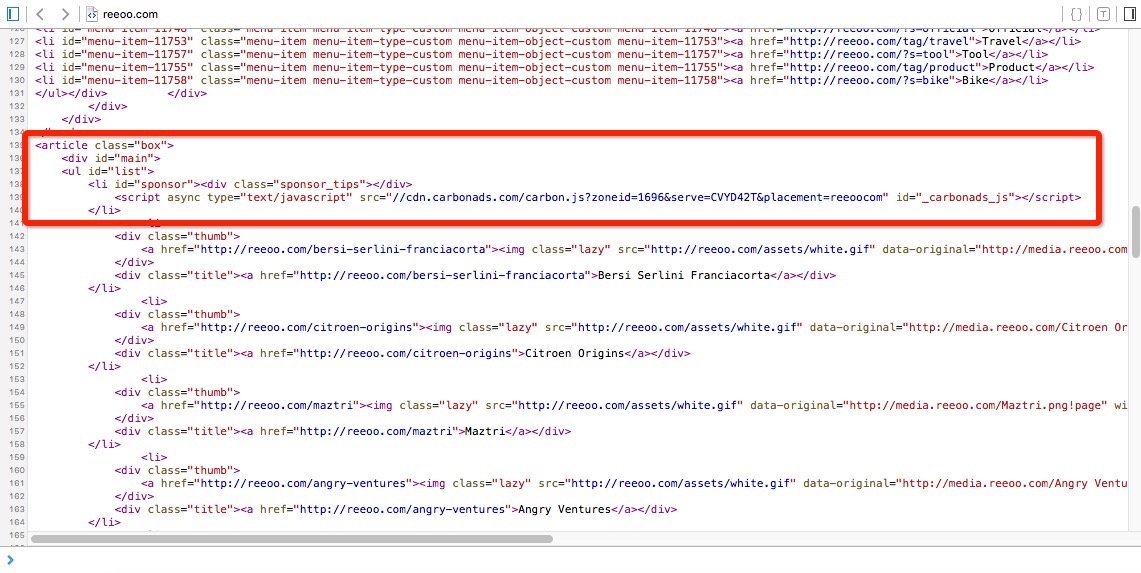 reeoo.com
127 <li id="menu-item-11753" class="menu-item menu-item-type-custom menu-item-object-custom menu-item-11753"><a href="http://reeoo.com/tag/travel">Travel</a></li>
128 <li id="menu-item-11757" class="menu-item menu-item-type-custom menu-item-object-custom menu-item-11757"><a href="http://reeoo.com/?s=tool">Tool</a></li>
129 <li id="menu-item-11755" class="menu-item menu-item-type-custom menu-item-object-custom menu-item-11755"><a href="http://reeoo.com/tag/product">Product</a></li>
130 <li id="menu-item-11758" class="menu-item menu-item-type-custom menu-item-object-custom menu-item-11758"><a href="http://reeoo.com/?s=bike">Bike</a></li>
131 </ul></div> </div>
132 </div>
133 </div>
134
135 <article class="box">
136 <div id="main">
137 <ul id="list">
138 <li id="sponsor"><div class="sponsor_tips"></div>
139 <script async type="text/javascript" src="//cdn.carbonads.com/carbon.js?zoneid=1696&serve=CVYD42T&placement=reeoocom" id="_carbonads_js"></script>
140 </li>
141 <li>
142 <div class="thumb">
143 <a href="http://reeoo.com/bersi-serlini-franciacorta"><img class="lazy" src="http://reeoo.com/assets/white.gif" data-original="http://media.reeoo.com
144 </div>
145 <div class="title"><a href="http://reeoo.com/bersi-serlini-franciacorta">Bersi Serlini Franciacorta</a></div>
146 </li>
147 <li>
148 <div class="thumb">
149 <a href="http://reeoo.com/citroen-origins"><img class="lazy" src="http://reeoo.com/assets/white.gif" data-original="http://media.reeoo.com/Citroen Or
150 </div>
151 <div class="title"><a href="http://reeoo.com/citroen-origins">Citroen Origins</a></div>
152 </li>
153 <li>
154 <div class="thumb">
155 <a href="http://reeoo.com/maztri"><img class="lazy" src="http://reeoo.com/assets/white.gif" data-original="http://media.reeoo.com/Maztri.png!page" wi
156 </div>
157 <div class="title"><a href="http://reeoo.com/maztri">Maztri</a></div>
158 </li>
159 <li>
160 <div class="thumb">
161 <a href="http://reeoo.com/angry-ventures"><img class="lazy" src="http://reeoo.com/assets/white.gif" data-original="http://media.reeoo.com/Angry Ventu
162 </div>
163 <div class="title"><a href="http://reeoo.com/angry-ventures">Angry Ventures</a></div>
164 </li>
165